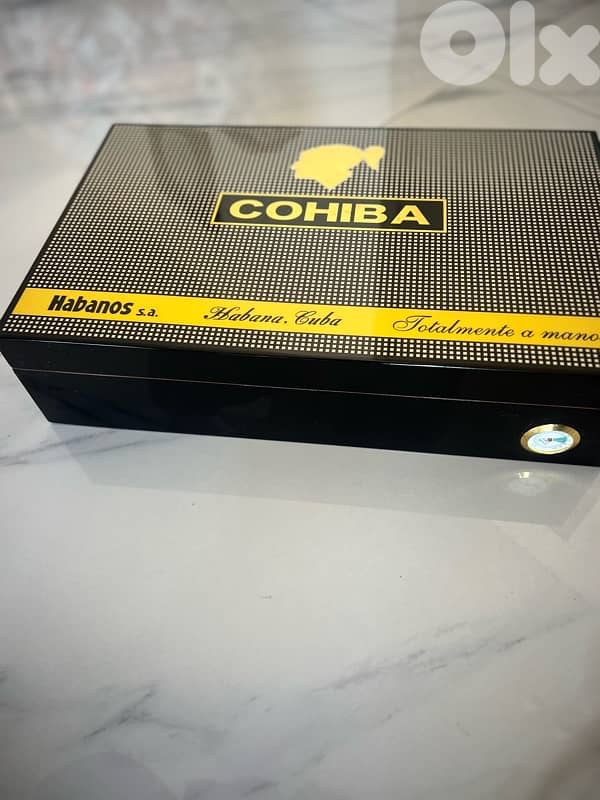 Olx
COHIBA
Habanos s.a. Habana, Cuba Totalmente a mano